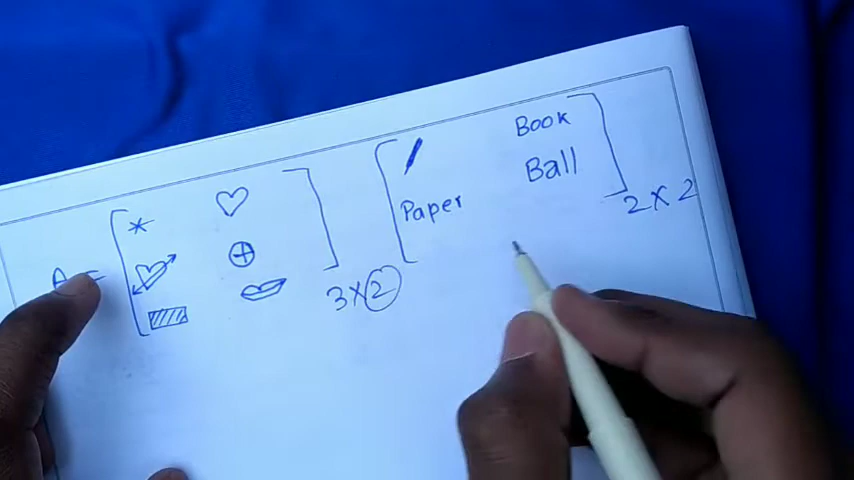 A =
* Book
Ball
Paper
+
3×2
2×2